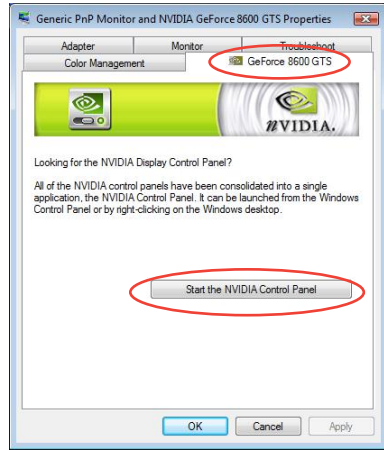 Generic PnP Monitor and NVIDIA GeForce 8600 GTS Properties
Adapter Monitor Troubleshoot
Color Management GeForce 8600 GTS
NVIDIA.
Looking for the NVIDIA Display Control Panel?
All of the NVIDIA control panels have been consolidated into a single
application, the NVIDIA Control Panel. It can be launched from the Windows
Control Panel or by right-clicking on the Windows desktop.
Start the NVIDIA Control Panel
OK Cancel Apply